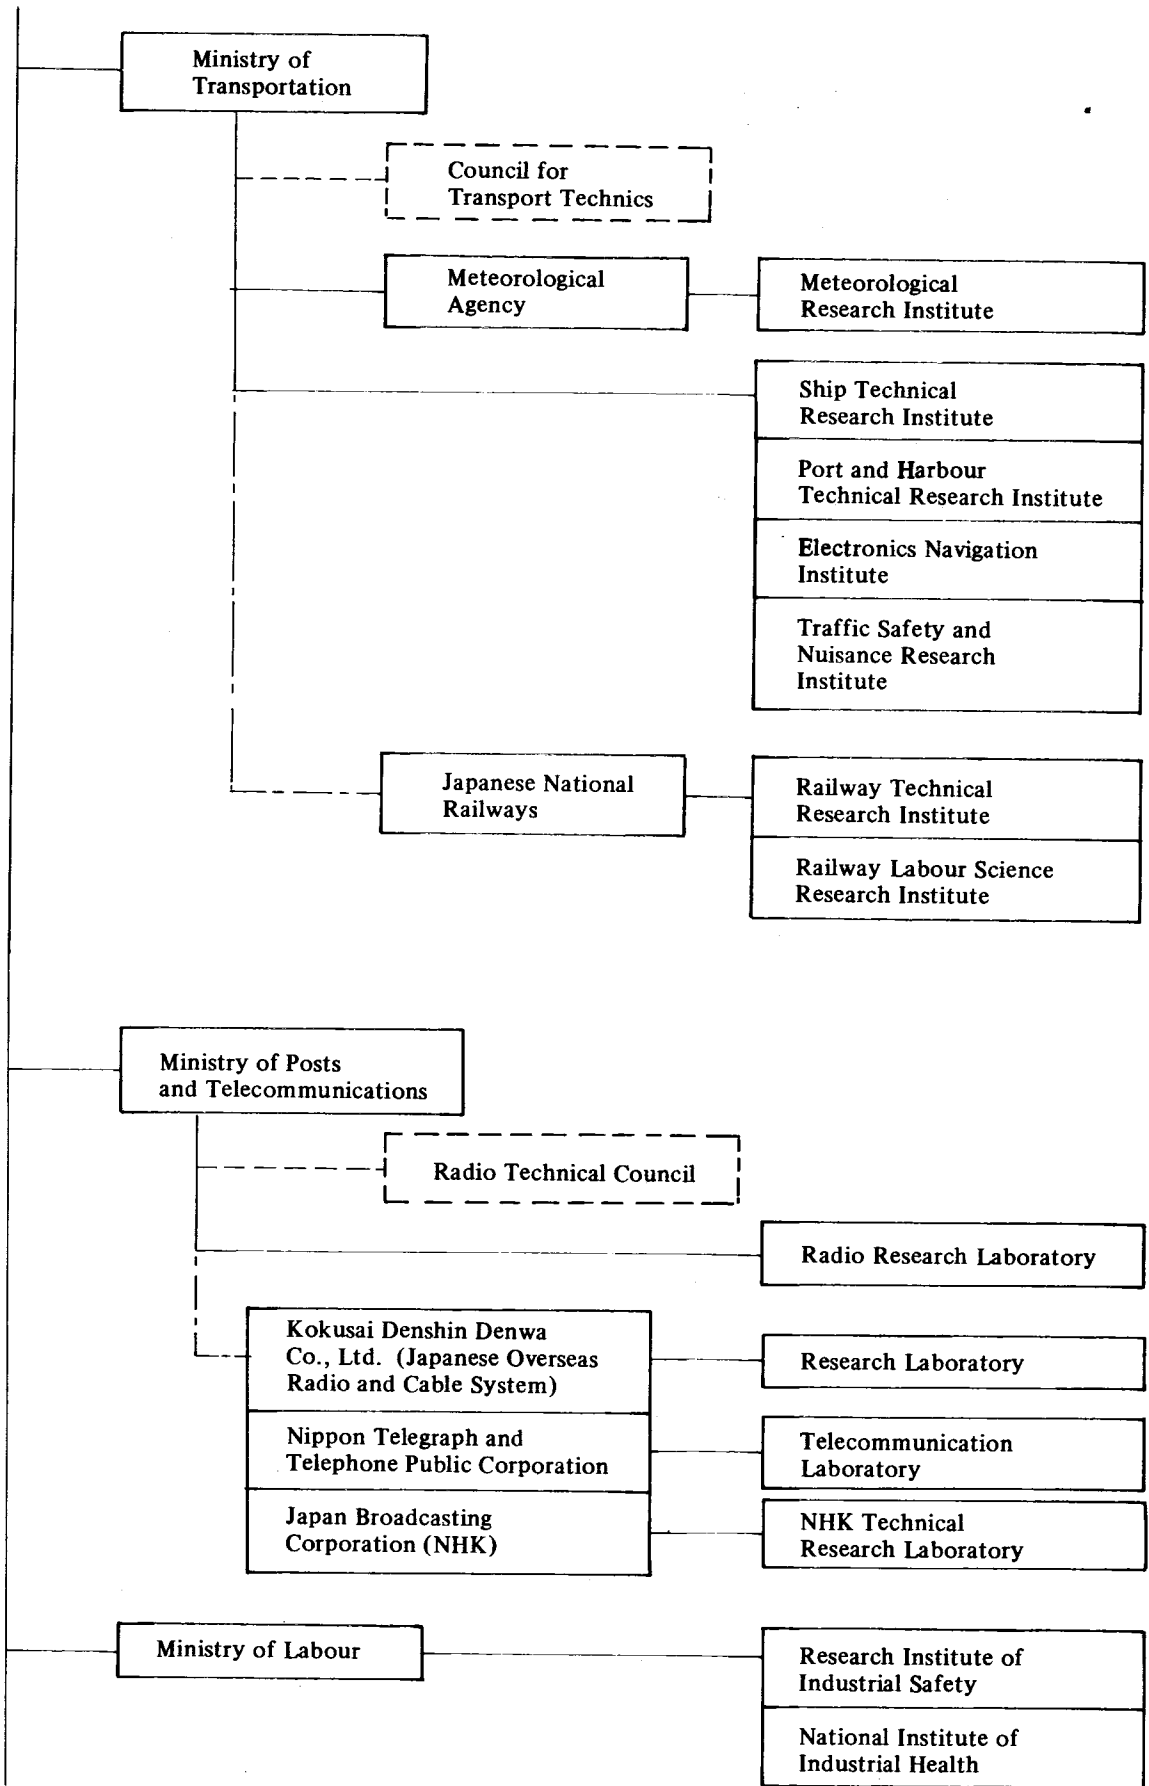 Ministry of
Transportation
Council for
Transport Technics
Meteorological
Agency
Meteorological
Research Institute
Ship Technical
Research Institute
Port and Harbour
Technical Research Institute
Electronics Navigation
Institute
Traffic Safety and
Nuisance Research
Institute
Japanese National
Railways
Railway Technical
Research Institute
Railway Labour Science
Research Institute
Ministry of Posts
and Telecommunications
Radio Technical Council
Radio Research Laboratory
Kokusai Denshin Denwa
Co., Ltd. (Japanese Overseas
Radio and Cable System)
Research Laboratory
Nippon Telegraph and
Telephone Public Corporation
Telecommunication
Laboratory
Japan Broadcasting
Corporation (NHK)
NHK Technical
Research Laboratory
Ministry of Labour
Research Institute of
Industrial Safety
National Institute of
Industrial Health